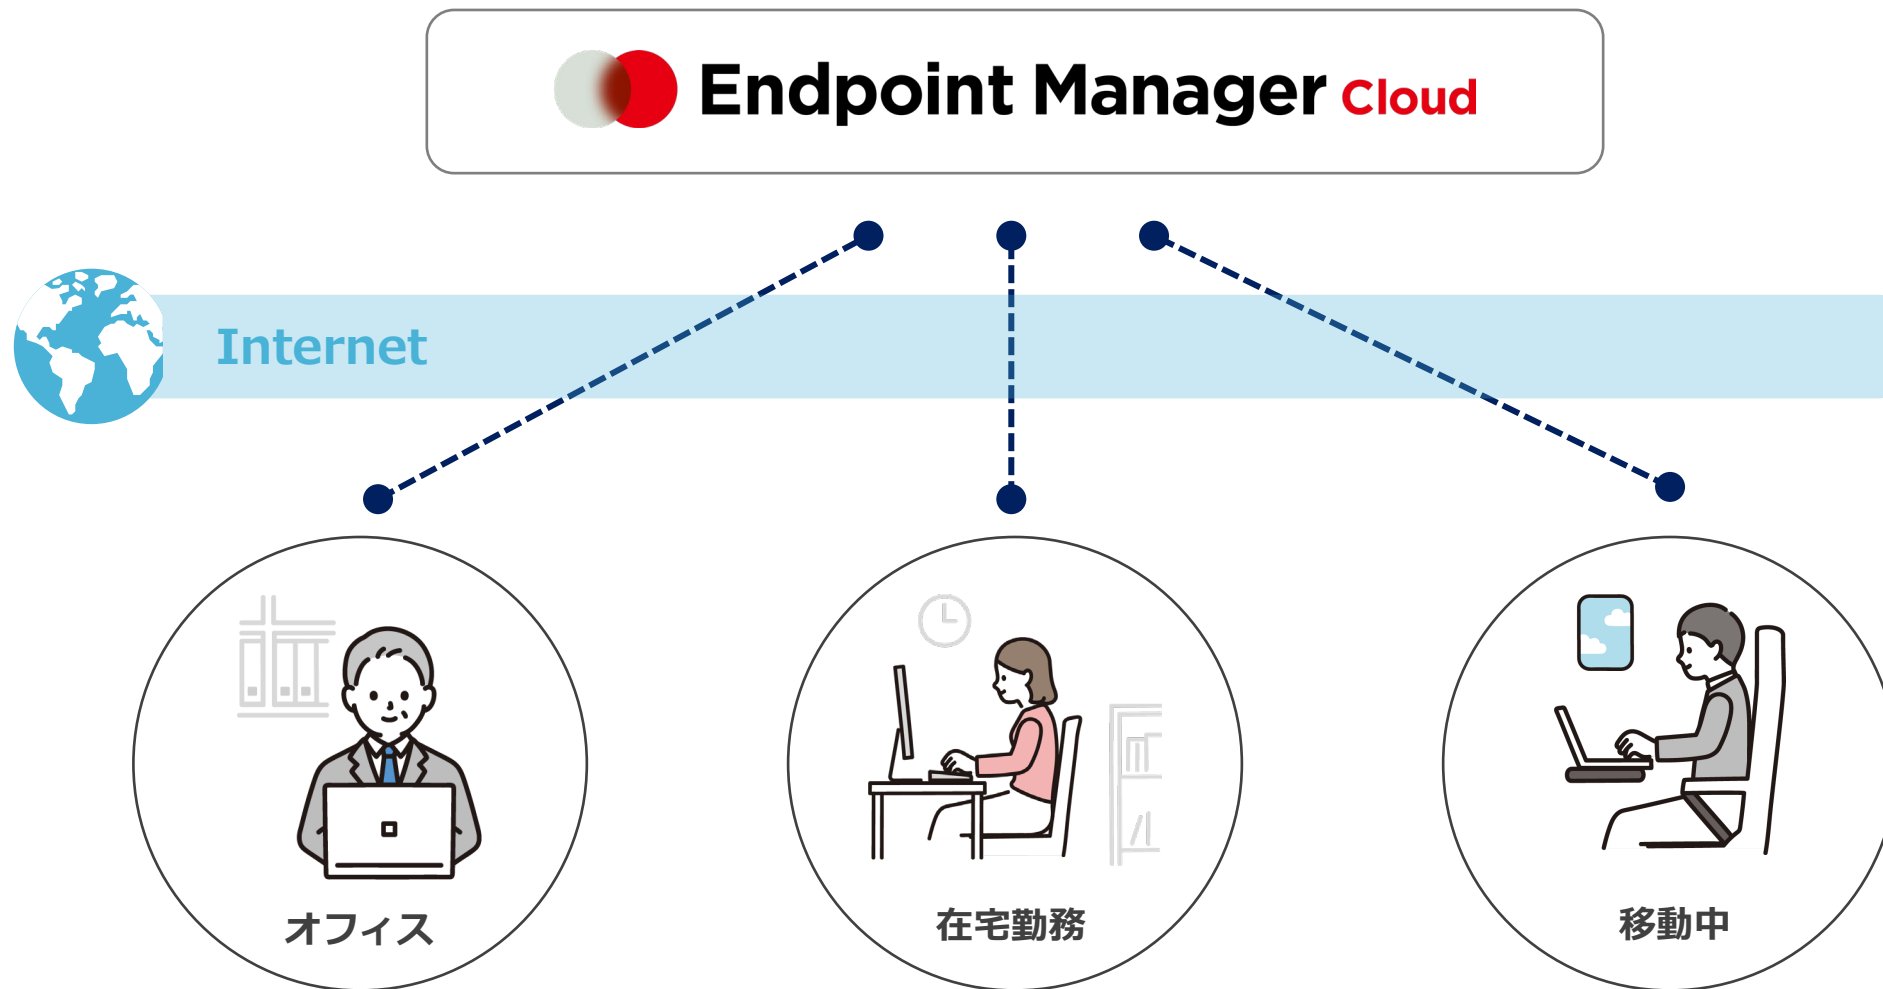 Endpoint Manager Cloud
Internet
オフィス
在宅勤務
移動中